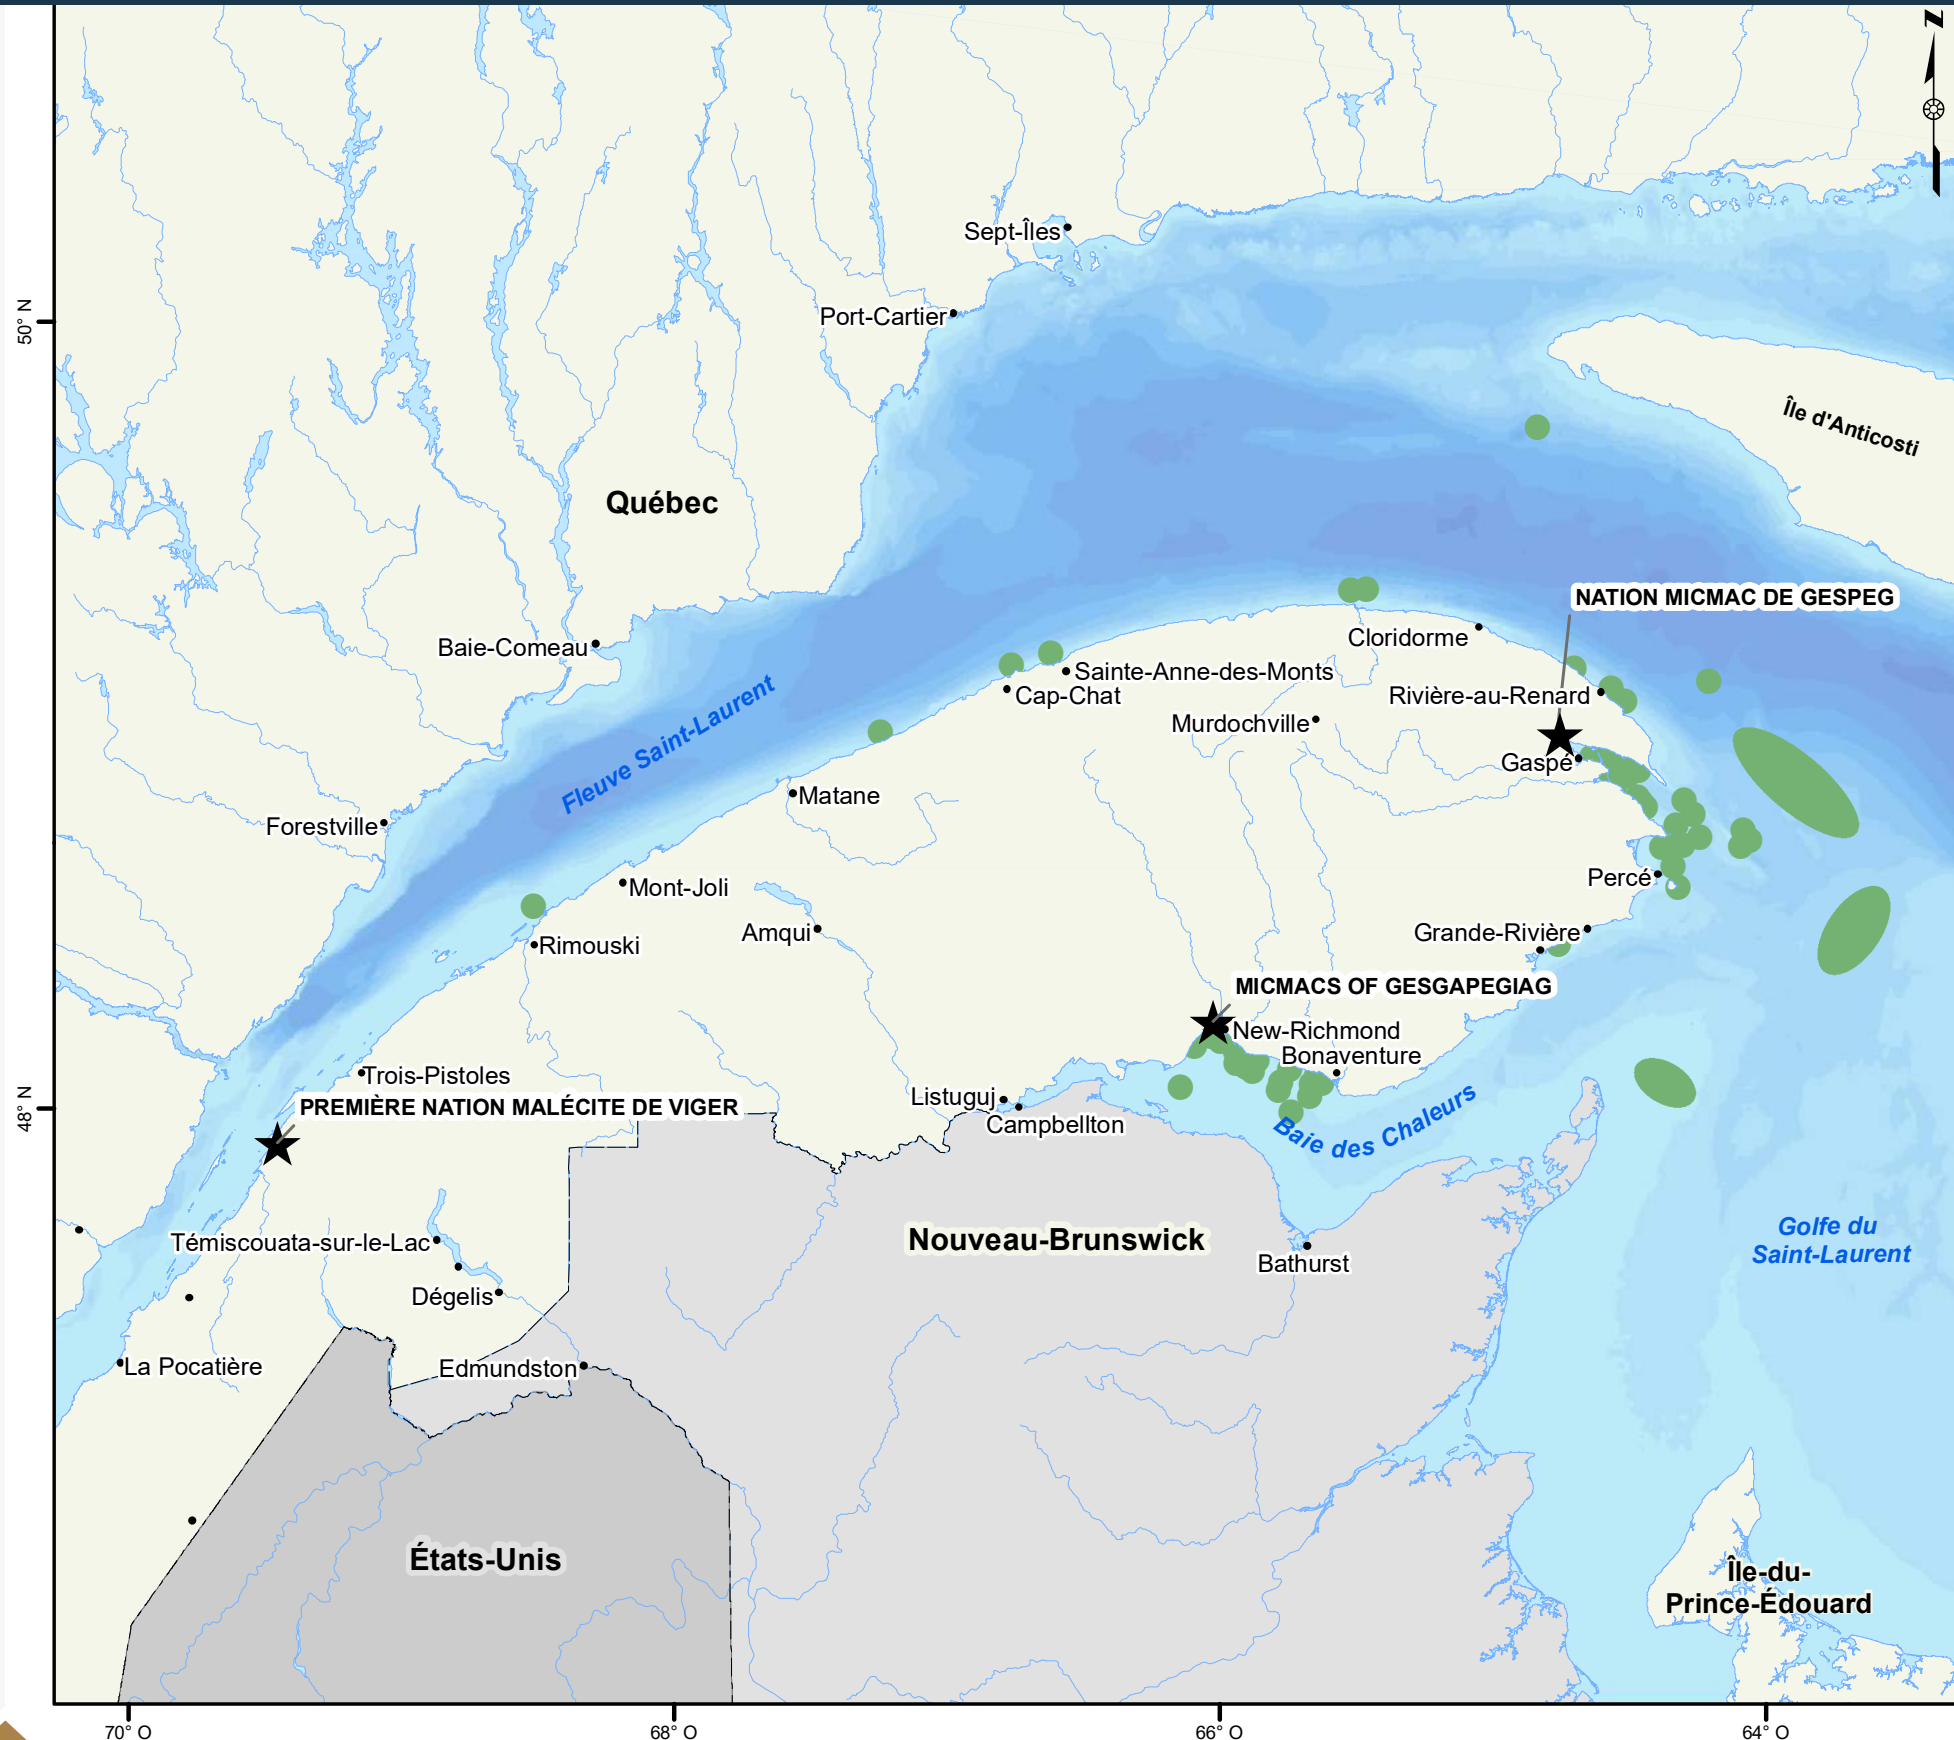 N
Sept-Îles
Port-Cartier
50° N
Île d'Anticosti
Québec
NATION MICMAC DE GESPEG
Cloridorme
Baie-Comeau
Sainte-Anne-des-Monts
Cap-Chat
Rivière-au-Renard
Murdochville
Fleuve Saint-Laurent
Gaspé
Matane
Forestville
Percé
Mont-Joli
Amqui
Grande-Rivière
Rimouski
MICMACS OF GESGAPEGIAG
New-Richmond
Bonaventure
Trois-Pistoles
Listuguj
48° N
PREMIÈRE NATION MALÉCITE DE VIGER
Campbellton
Baie des Chaleurs
Golfe du
Saint-Laurent
Témiscouata-sur-le-Lac
Nouveau-Brunswick
Bathurst
Dégelis
La Pocatière
Edmundston
États-Unis
Île-du-
Prince-Édouard
70° O
68° O
66° O
64° O